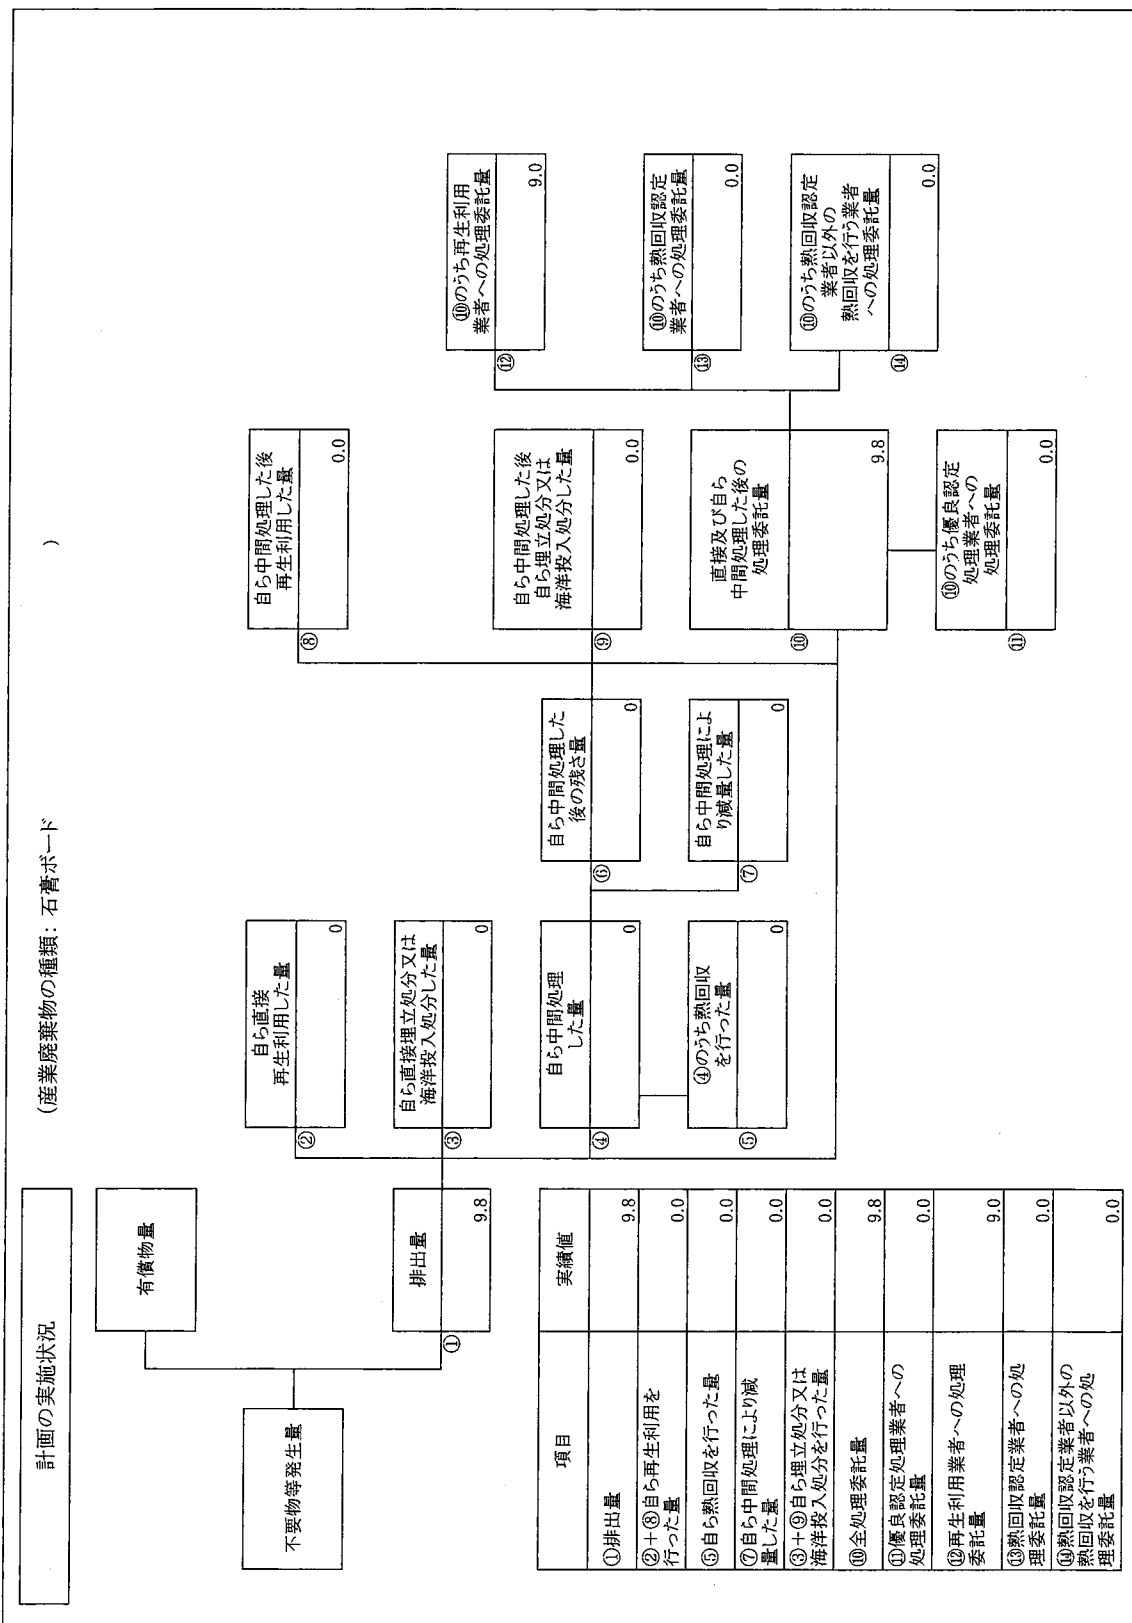 計画の実施状況
(産業廃棄物の種類: 石膏ボード
)
不要物等発生量
有償物量
①
排出量
9.8
②
自ら直接
再生利用した量
0
③
自ら直接埋立処分又は
海洋投入処分した量
0
④
自ら中間処理
した量
0
⑤
④のうち熱回収
を行った量
0
⑥
自ら中間処理した
後の残さ量
0
⑦
自ら中間処理によ
り減量した量
0
⑧
自ら中間処理した後
再生利用した量
0.0
⑨
自ら中間処理した後
自ら埋立処分又は
海洋投入処分した量
0.0
⑩
直接及び自ら
中間処理した後の
処理委託量
9.8
⑪
⑩のうち優良認定
処理業者への
処理委託量
0.0
⑫
⑩のうち再生利用
業者への処理委託量
9.0
⑬
⑩のうち熱回収認定
業者への処理委託量
0.0
⑭
⑩のうち熱回収認定
業者以外の
熱回収を行う業者
への処理委託量
0.0
項目 実績値
①排出量 9.8
②+⑧自ら再生利用を
行った量 0.0
⑤自ら熱回収を行った量 0.0
⑦自ら中間処理により減
量した量 0.0
③+⑨自ら埋立処分又は
海洋投入処分を行った量 0.0
⑩全処理委託量 9.8
⑪優良認定処理業者への
処理委託量 0.0
⑫再生利用業者への処理
委託量 9.0
⑬熱回収認定業者への処
理委託量 0.0
⑭熱回収認定業者以外の
熱回収を行う業者への処
理委託量 0.0